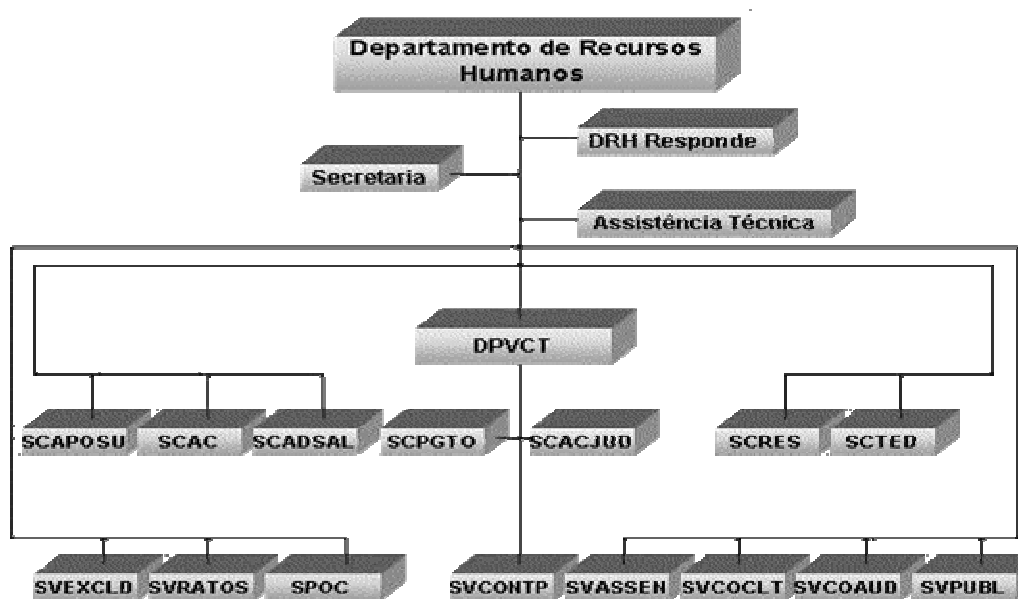 Departamento de Recursos
Humanos
DRH Responde
Secretaria
Assistência Técnica
DPVCT
SCAPOSU
SCAC
SCADSAL
SCPGTO
SCACJUD
SCRES
SCTED
SVEXCLD
SVRATOS
SPOC
SVCONTP
SVASSEN
SVCOCLT
SVCOAUD
SVPUBL